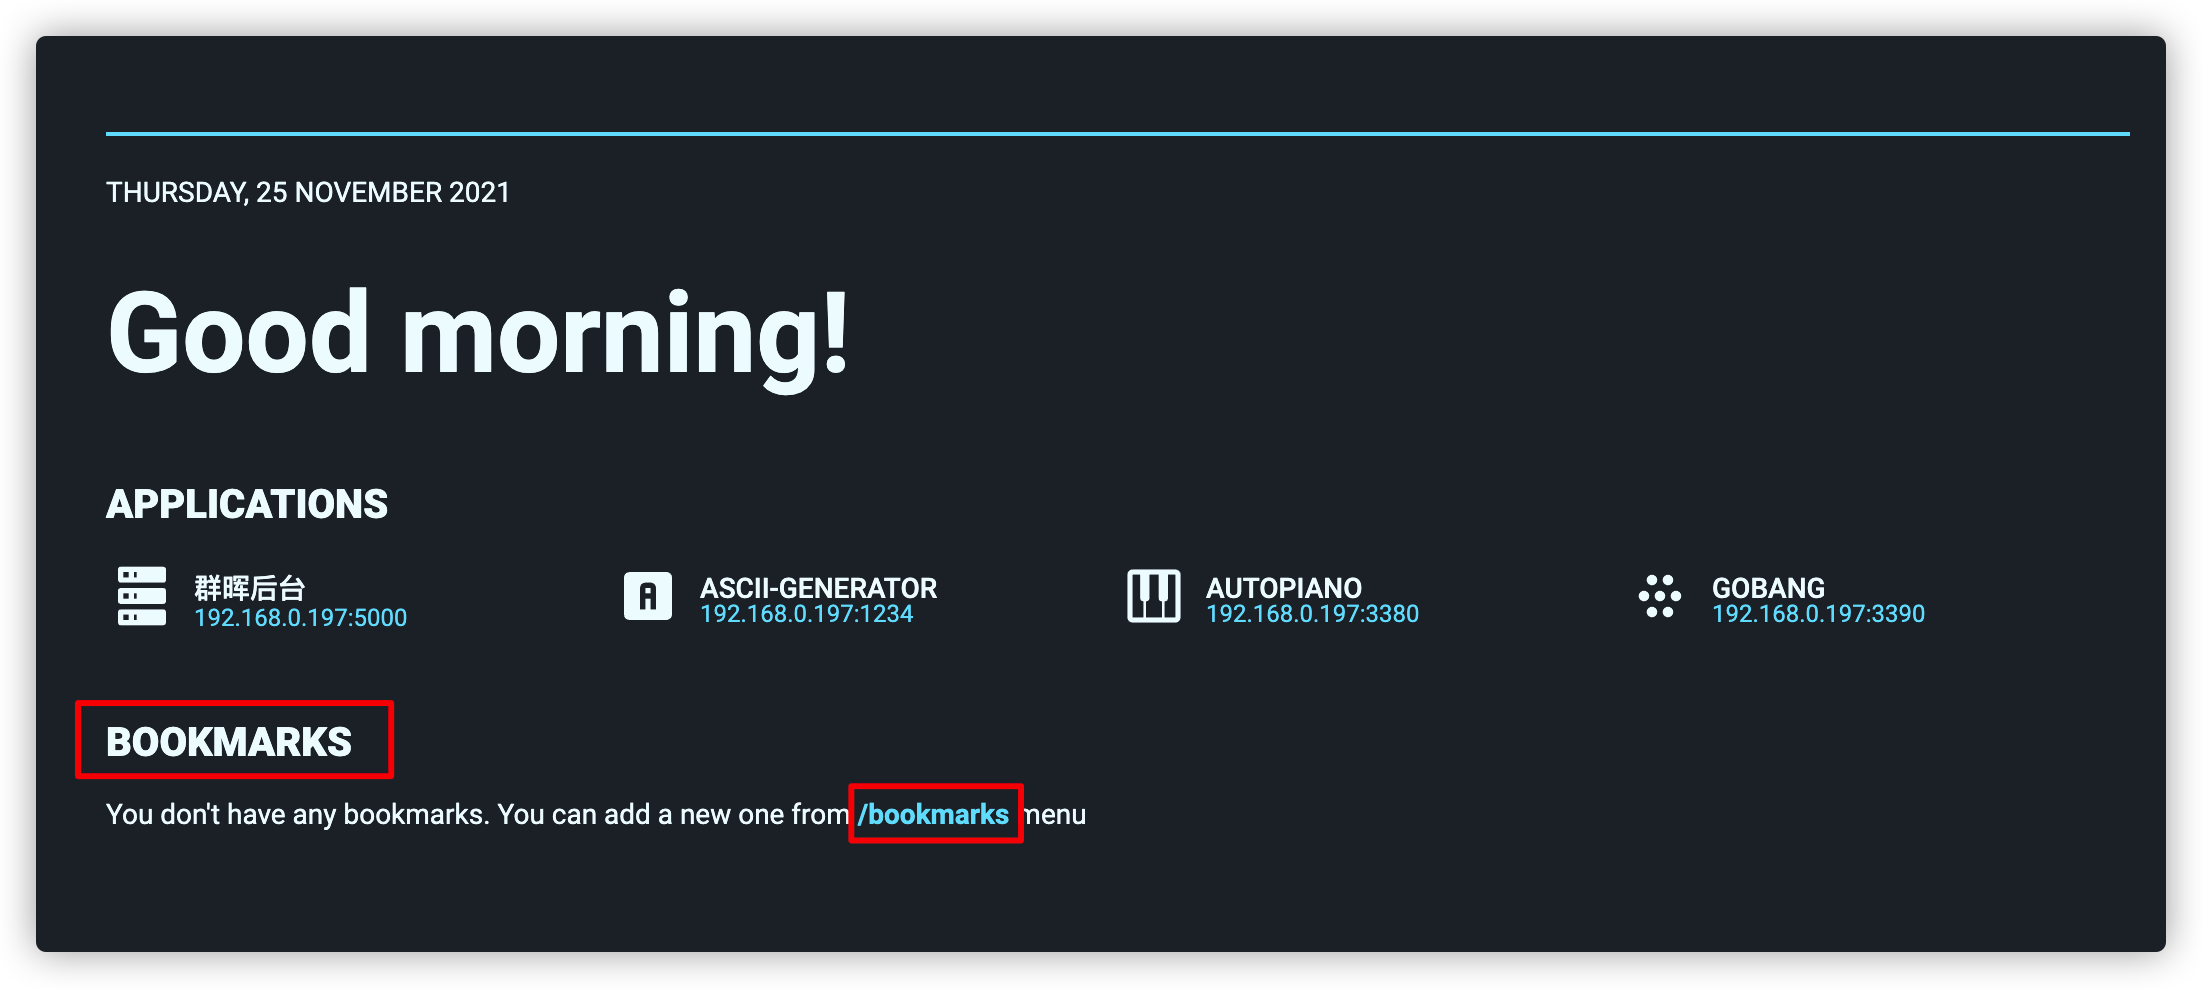 THURSDAY, 25 NOVEMBER 2021
Good morning!
APPLICATIONS
群晖后台
192.168.0.197:5000
A
ASCII-GENERATOR
192.168.0.197:1234
AUTOPIANO
192.168.0.197:3380
GOBANG
192.168.0.197:3390
BOOKMARKS
You don't have any bookmarks. You can add a new one from /bookmarks menu